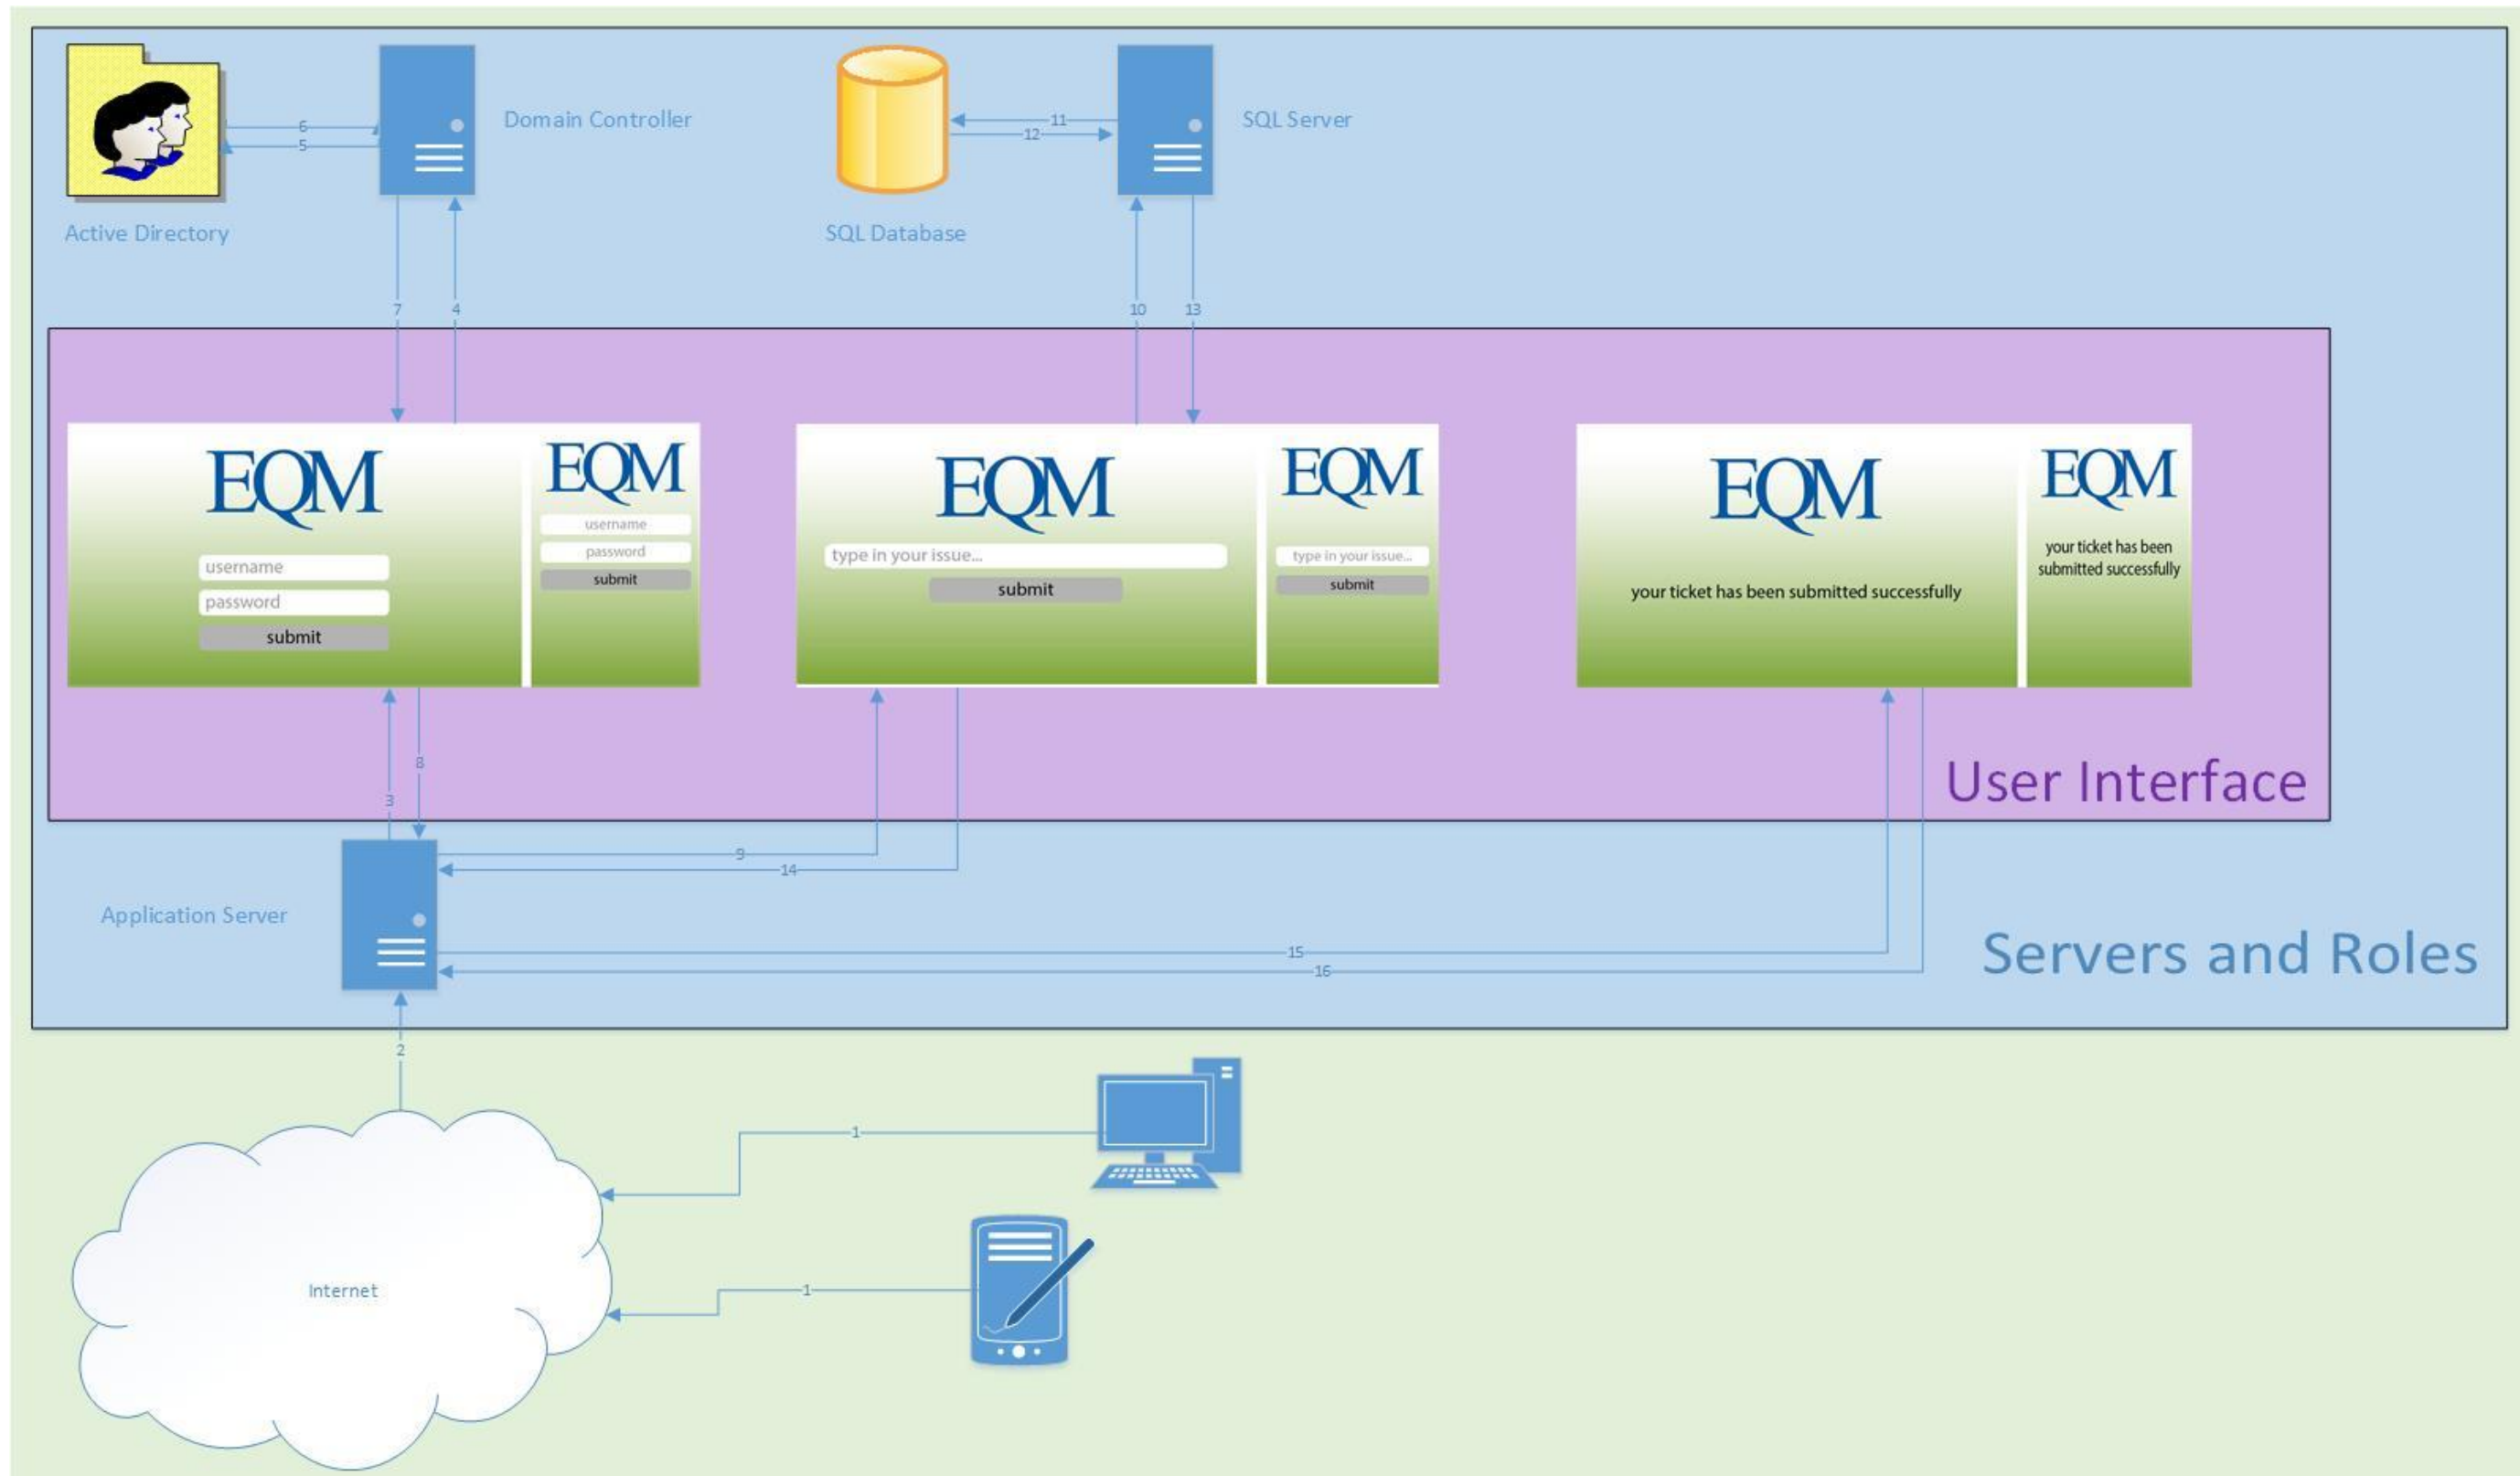 6
5
Domain Controller
11
12
SQL Server
Active Directory
SQL Database
7
4
10
13
EQM
username
password
submit
EQM
username
password
submit
EQM
type in your issue...
submit
EQM
type in your issue...
submit
EQM
your ticket has been submitted successfully
EQM
your ticket has been
submitted successfully
8
3
User Interface
9
14
Application Server
15
16
Servers and Roles
2
1
1
Internet